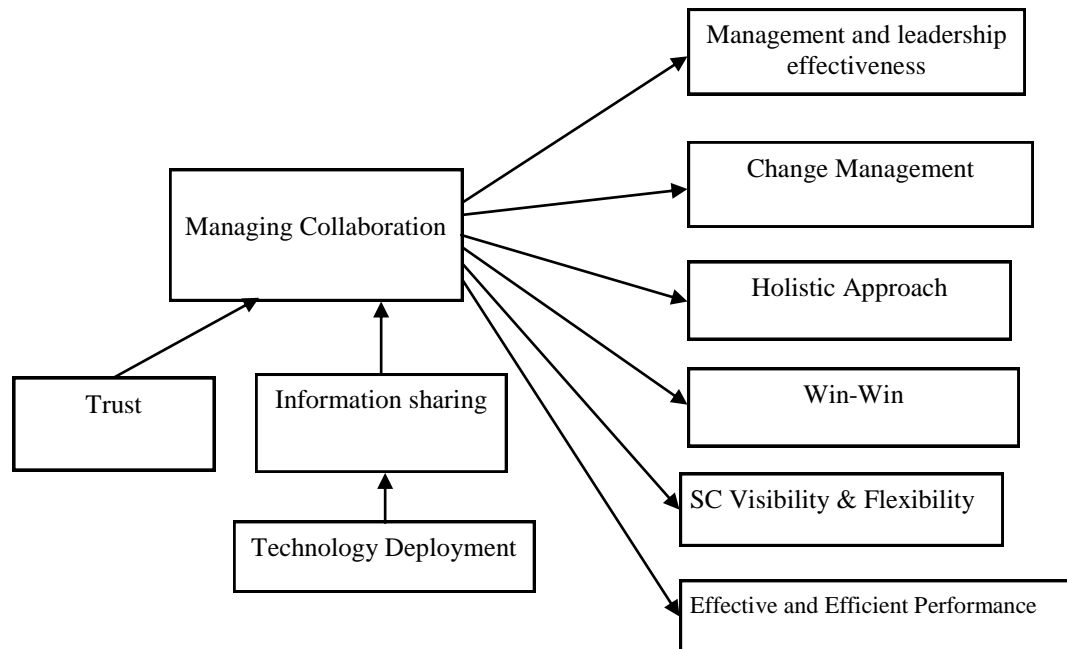 Management and leadership
effectiveness
Change Management
Managing Collaboration
Holistic Approach
Trust
Information sharing
Win-Win
SC Visibility & Flexibility
Technology Deployment
Effective and Efficient Performance